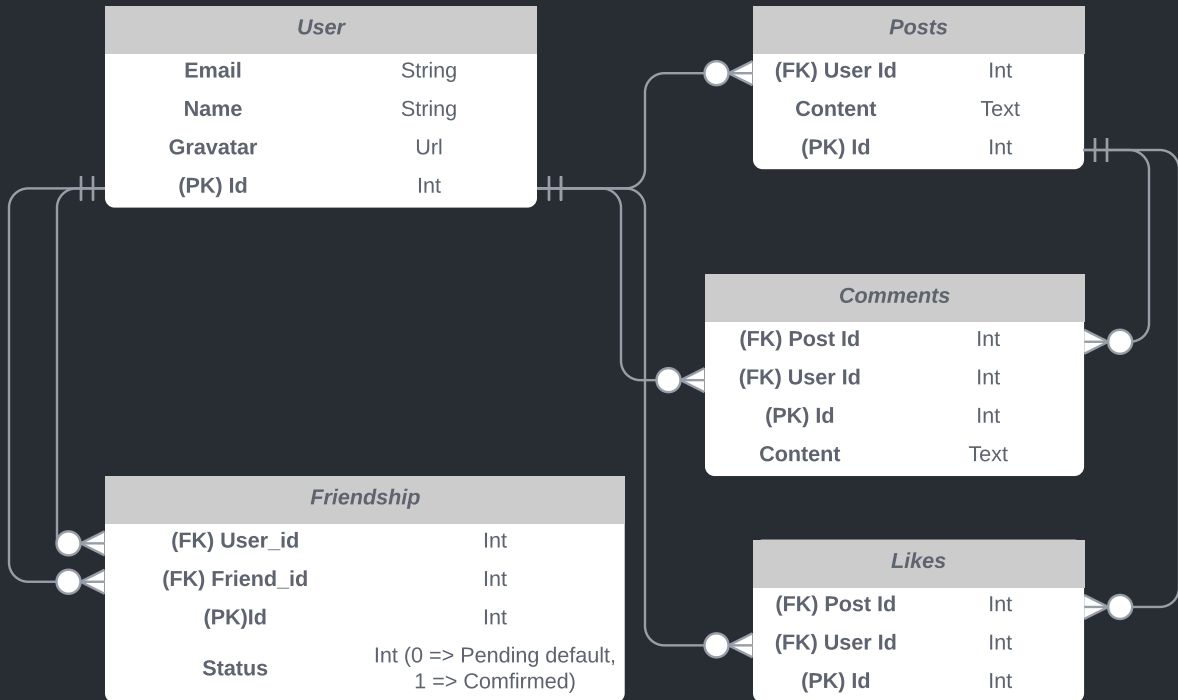 User
Email String
Name String
Gravatar Url
(PK) Id Int
Posts
(FK) User Id Int
Content Text
(PK) Id Int
Comments
(FK) Post Id Int
(FK) User Id Int
(PK) Id Int
Content Text
Friendship
(FK) User_id Int
(FK) Friend_id Int
(PK)Id Int
Status Int (0 => Pending default,
1 => Comfirmed)
Likes
(FK) Post Id Int
(FK) User Id Int
(PK) Id Int